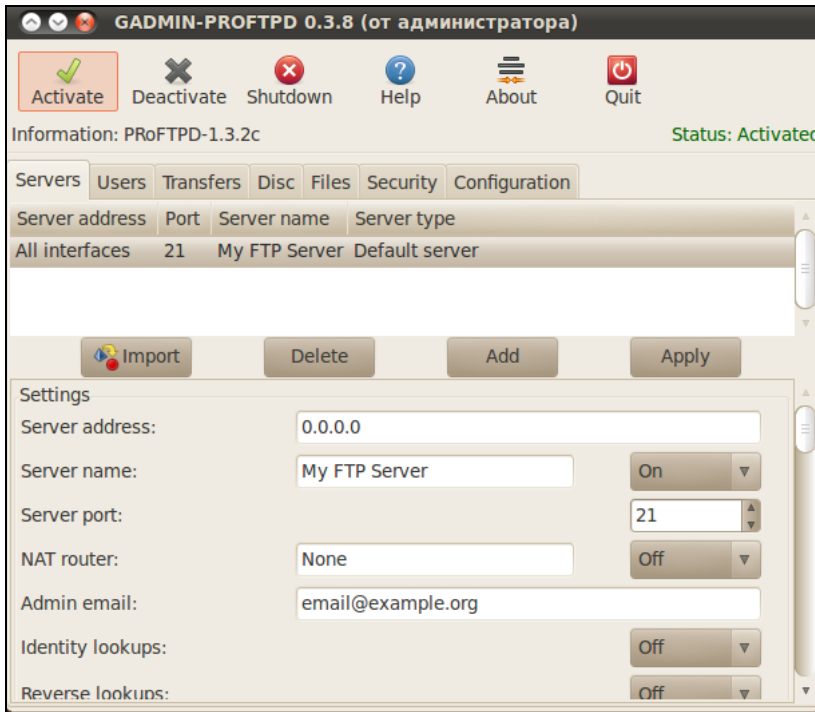 GADMIN-PROFTPD 0.3.8 (от администратора)
Activate Deactivate Shutdown Help About Quit
Information: PRoFTPD-1.3.2c Status: Activated
Servers Users Transfers Disc Files Security Configuration
Server address Port Server name Server type
All interfaces 21 My FTP Server Default server
Import Delete Add Apply
Settings
Server address: 0.0.0.0
Server name: My FTP Server On
Server port: 21
NAT router: None Off
Admin email: email@example.org
Identity lookups: Off
Reverse lookups: Off